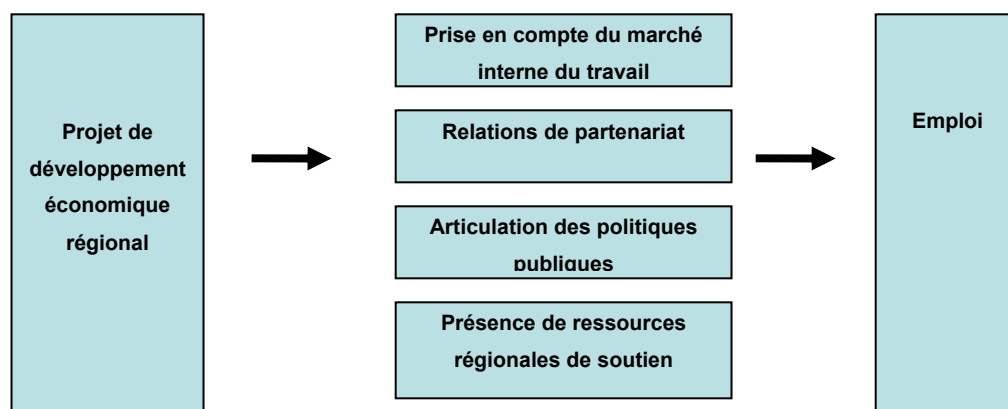 Projet de
développement
économique
régional
Prise en compte du marché
interne du travail
Relations de partenariat
Articulation des politiques
publiques
Présence de ressources
régionales de soutien
Emploi